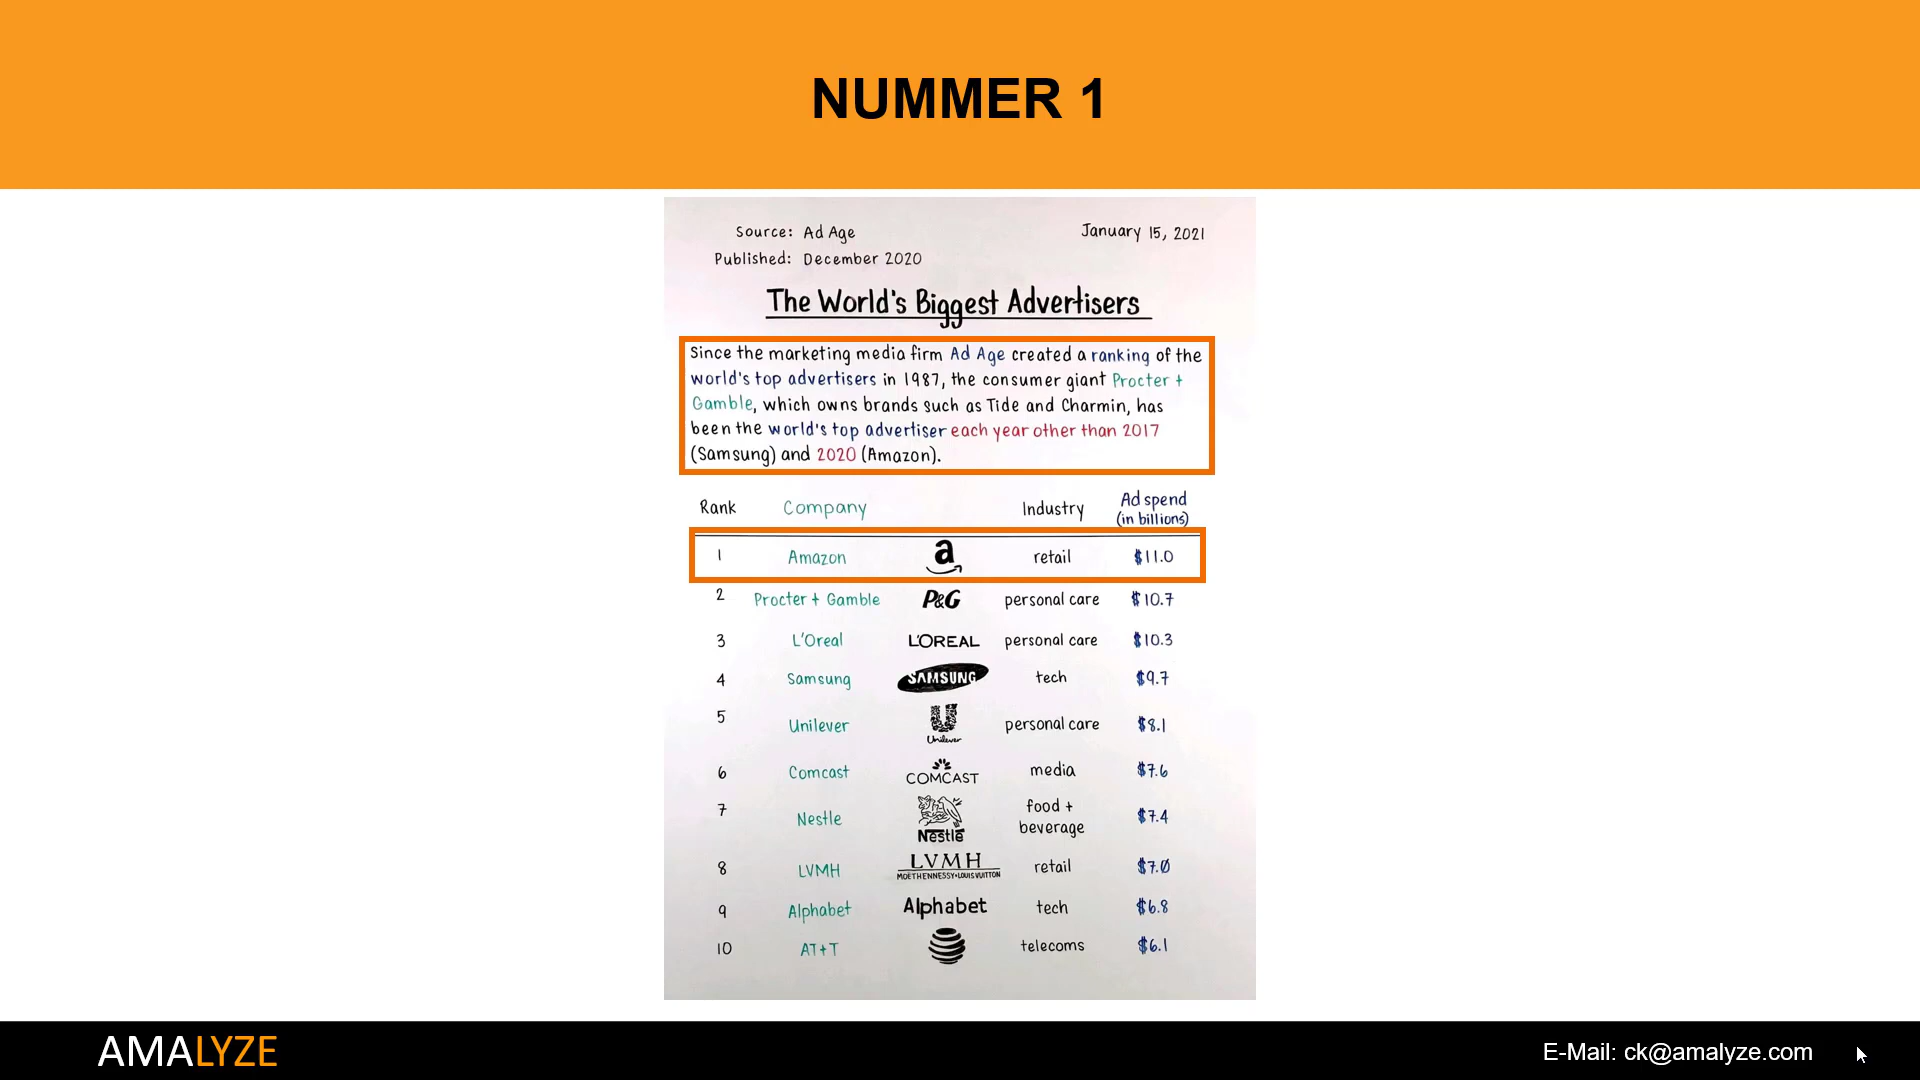 NUMMER 1
Source: Ad Age January 15, 2021
Published: December 2020
The World's Biggest Advertisers
Since the marketing media firm Ad Age created a ranking of the
world's top advertisers in 1987, the consumer giant Procter +
Gamble, which owns brands such as Tide and Charmin, has
been the world's top advertiser each year other than 2017
(Samsung) and 2020 (Amazon).
Rank Company Industry Ad spend (in billions)
1 Amazon a retail $11.0
2 Procter + Gamble P&G personal care $10.7
3 L'Oreal L'ORÉAL personal care $10.3
4 Samsung SAMSUNG tech $9.7
5 Unilever U Unilever personal care $8.1
6 Comcast COMCAST media $7.6
7 Nestle Nestlé food + beverage $7.4
8 LVMH LVMH MOËT HENNESSY•LOUIS VUITTON retail $7.0
9 Alphabet Alphabet tech $6.8
10 AT+T telecoms $6.1
AMALYZE E-Mail: ck@amalyze.com